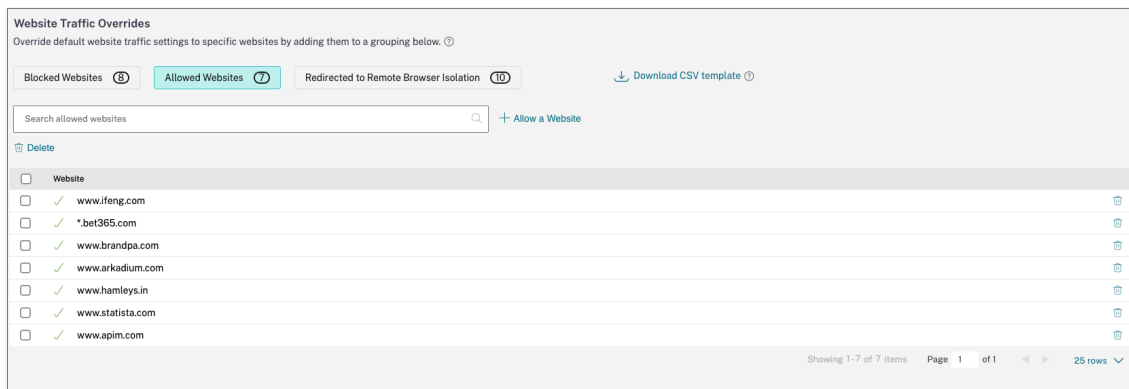 Website Traffic Overrides
Override default website traffic settings to specific websites by adding them to a grouping below.
Blocked Websites 8 Allowed Websites 7 Redirected to Remote Browser Isolation 10 Download CSV template
Search allowed websites Allow a Website
Delete
Website
www.ifeng.com
*.bet365.com
www.brandpa.com
www.arkadium.com
www.hamleys.in
www.statista.com
www.apim.com
Showing 1-7 of 7 items Page 1 of 1 25 rows